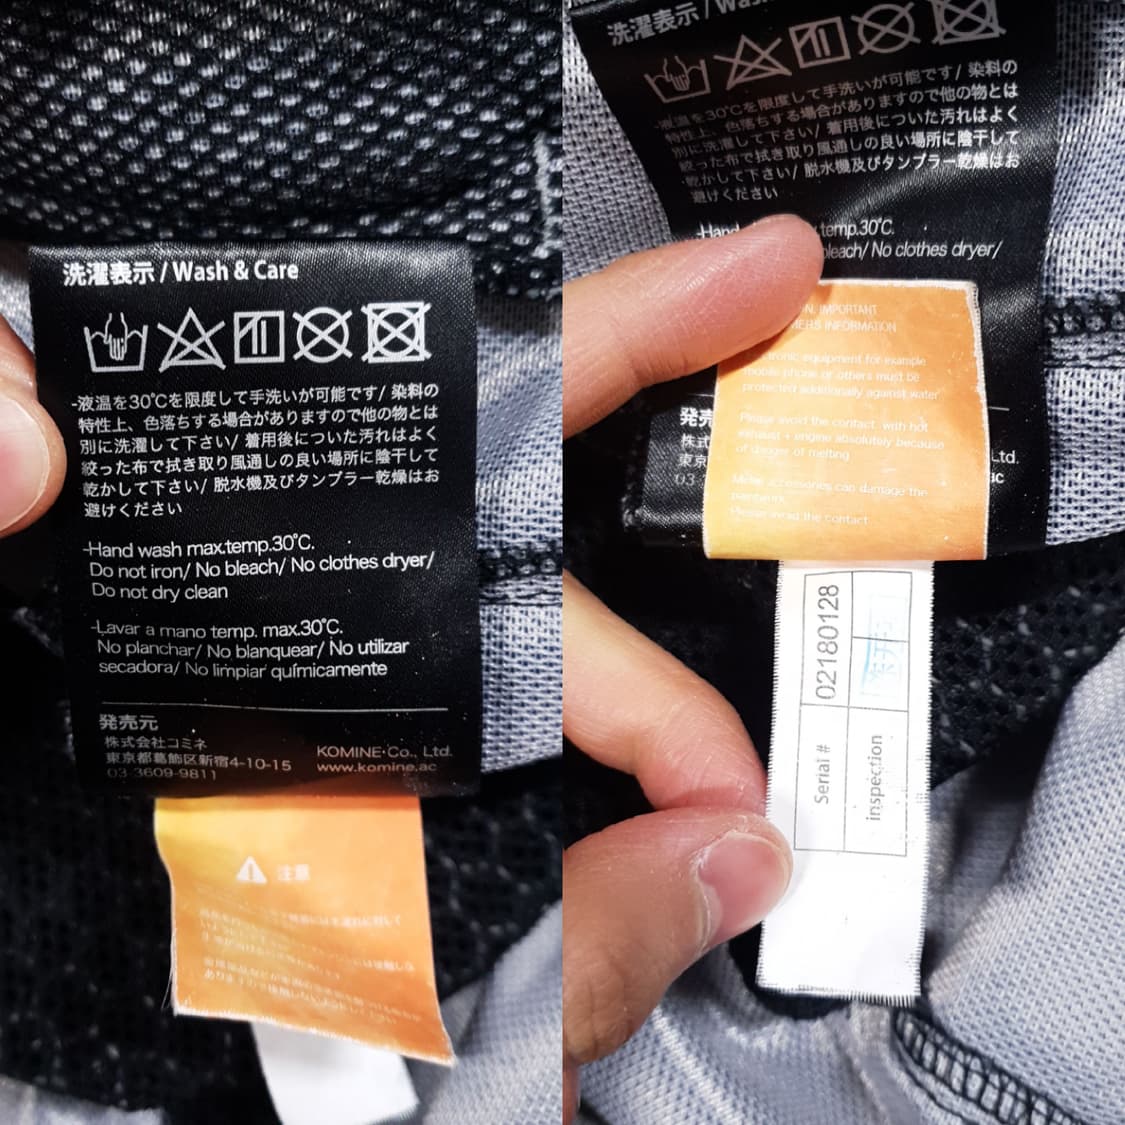 洗濯表示 / Wash & Care
-液温を30℃を限度して手洗いが可能です/ 染料の
特性上、色落ちする場合がありますので他の物とは
別に洗濯して下さい/ 着用後についた汚れはよく
絞った布で拭き取り風通しの良い場所に陰干して
乾かして下さい/ 脱水機及びタンブラー乾燥はお
避けください
-Hand wash max.temp.30℃.
Do not iron/ No bleach/ No clothes dryer/
Do not dry clean
-Lavar a mano temp. max.30℃.
No planchar/ No blanquear/ No utilizar
secadora/ No limpiar químicamente
発売元
株式会社コミネ
東京都葛飾区新宿4-10-15
03-3609-9811
KOMINE・Co., Ltd.
www.komine.ac
注意
洗濯表示 / Wash
-液温を30℃を限度して手洗いが可能です/ 染料の
特性上、色落ちする場合がありますので他の物とは
別に洗濯して下さい/ 着用後についた汚れはよく
絞った布で拭き取り風通しの良い場所に陰干して
乾かして下さい/ 脱水機及びタンブラー乾燥はお
避けください
-Hand temp.30℃.
bleach/ No clothes dryer/
IMPORTANT
INFORMATION
equipment for example
mobile phone or others must be
protected additionally against water
Please avoid the contact with hot
exhaust + engine absolutely because
of danger of melting
accessories can damage the
paintwork.
Please avoid the contact
発売
株式
東京
03
Ltd.
Serial # 02180128
inspection